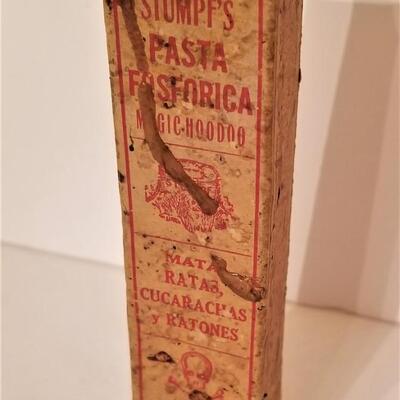 STUMPF'S
PASTA
FOSFORICA
MAGIC-HOODOO
MATA
RATAS,
CUCARACHAS
y RATONES